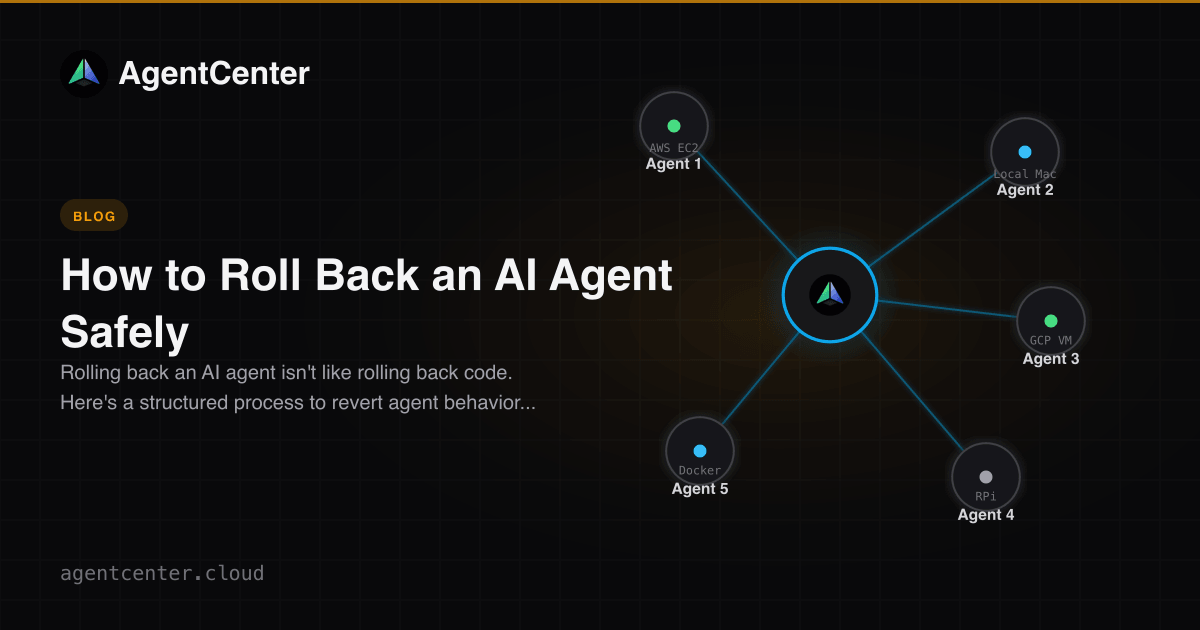 AgentCenter
BLOG
How to Roll Back an AI Agent
Safely
Rolling back an AI agent isn't like rolling back code.
Here's a structured process to revert agent behavior...
agentcenter.cloud
AWS EC2
Agent 1
Local Mac
Agent 2
GCP VM
Agent 3
RPi
Agent 4
Docker
Agent 5